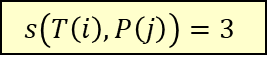 s(T(i), P(j)) = 3